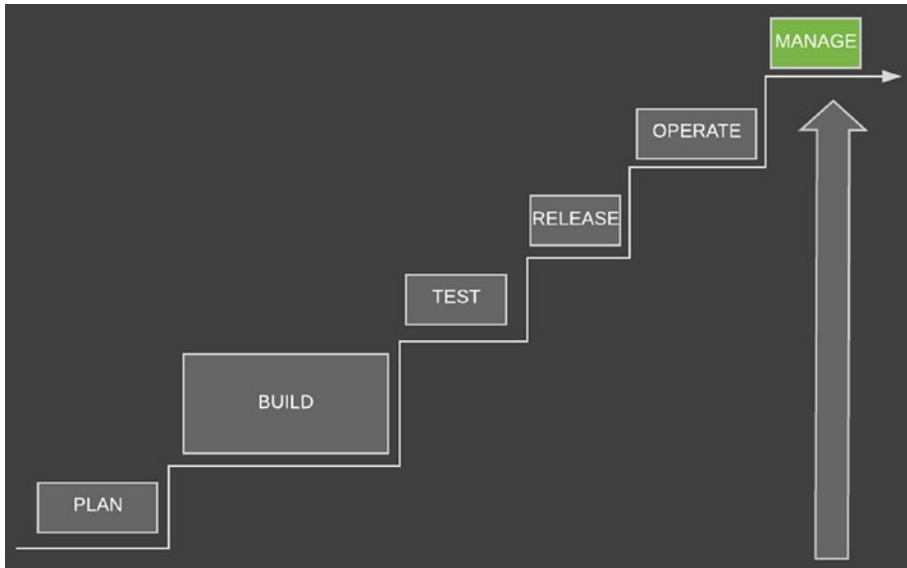 MANAGE
OPERATE
RELEASE
TEST
BUILD
PLAN